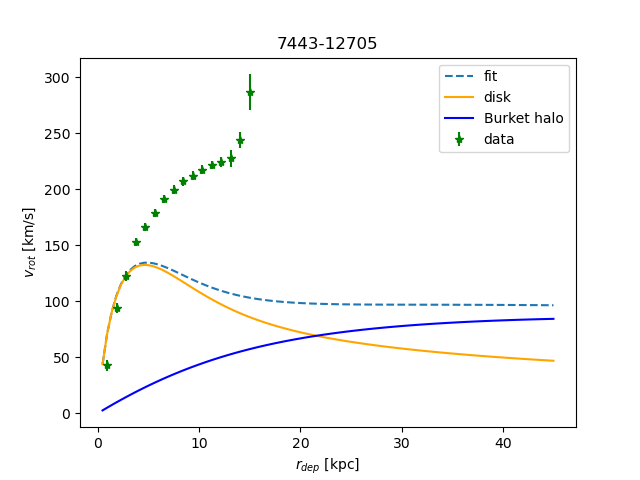 7443-12705
fit
disk
Burket halo
data
300
250
200
150
100
50
0
v_rot [km/s]
0 10 20 30 40
r_dep [kpc]